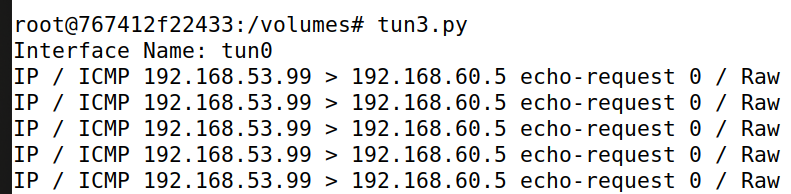 root@767412f22433:/volumes# tun3.py
Interface Name: tun0
IP / ICMP 192.168.53.99 > 192.168.60.5 echo-request 0 / Raw
IP / ICMP 192.168.53.99 > 192.168.60.5 echo-request 0 / Raw
IP / ICMP 192.168.53.99 > 192.168.60.5 echo-request 0 / Raw
IP / ICMP 192.168.53.99 > 192.168.60.5 echo-request 0 / Raw
IP / ICMP 192.168.53.99 > 192.168.60.5 echo-request 0 / Raw